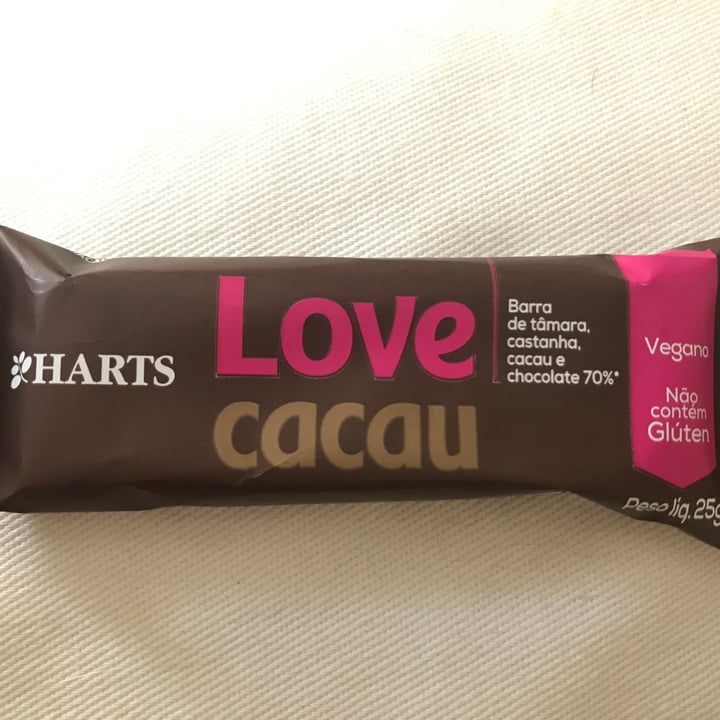 HARTS
Love
cacau
Barra
de tâmara,
castanha,
cacau e
chocolate 70%*
Vegano
Não
contém
Glúten
Peso líq. 25g